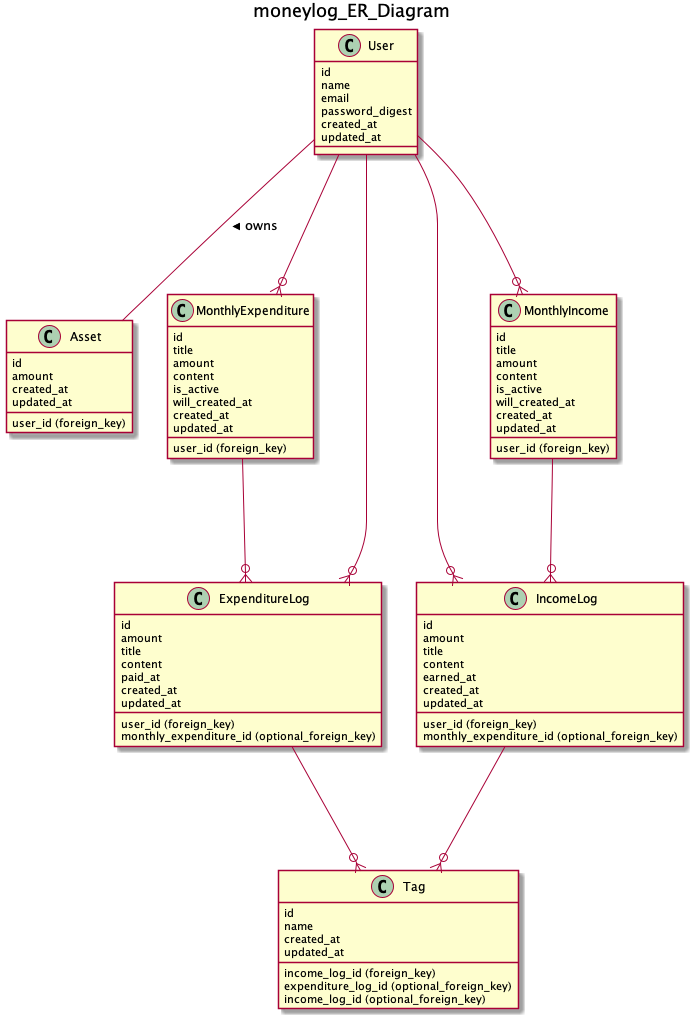 moneylog_ER_Diagram
C User
id
name
email
password_digest
created_at
updated_at
◄ owns
C MonthlyExpenditure
id
title
amount
content
is_active
will_created_at
created_at
updated_at
user_id (foreign_key)
C MonthlyIncome
id
title
amount
content
is_active
will_created_at
created_at
updated_at
user_id (foreign_key)
C Asset
id
amount
created_at
updated_at
user_id (foreign_key)
C ExpenditureLog
id
amount
title
content
paid_at
created_at
updated_at
user_id (foreign_key)
monthly_expenditure_id (optional_foreign_key)
C IncomeLog
id
amount
title
content
earned_at
created_at
updated_at
user_id (foreign_key)
monthly_expenditure_id (optional_foreign_key)
C Tag
id
name
created_at
updated_at
income_log_id (foreign_key)
expenditure_log_id (optional_foreign_key)
income_log_id (optional_foreign_key)